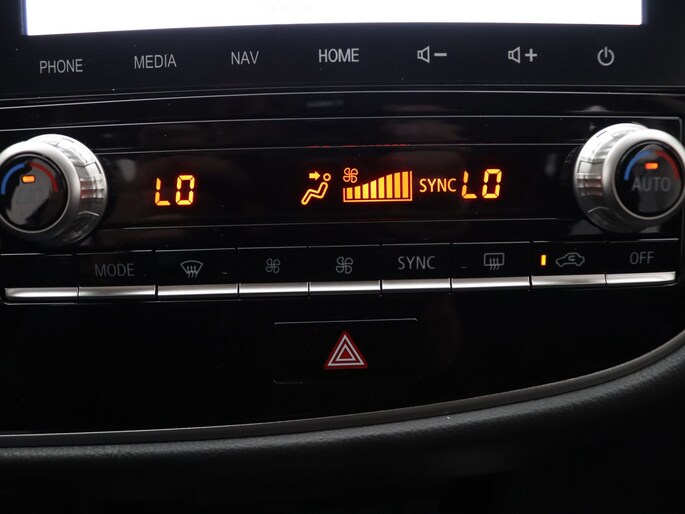 PHONE MEDIA NAV HOME - + 
LO SYNC LO AUTO
MODE SYNC OFF